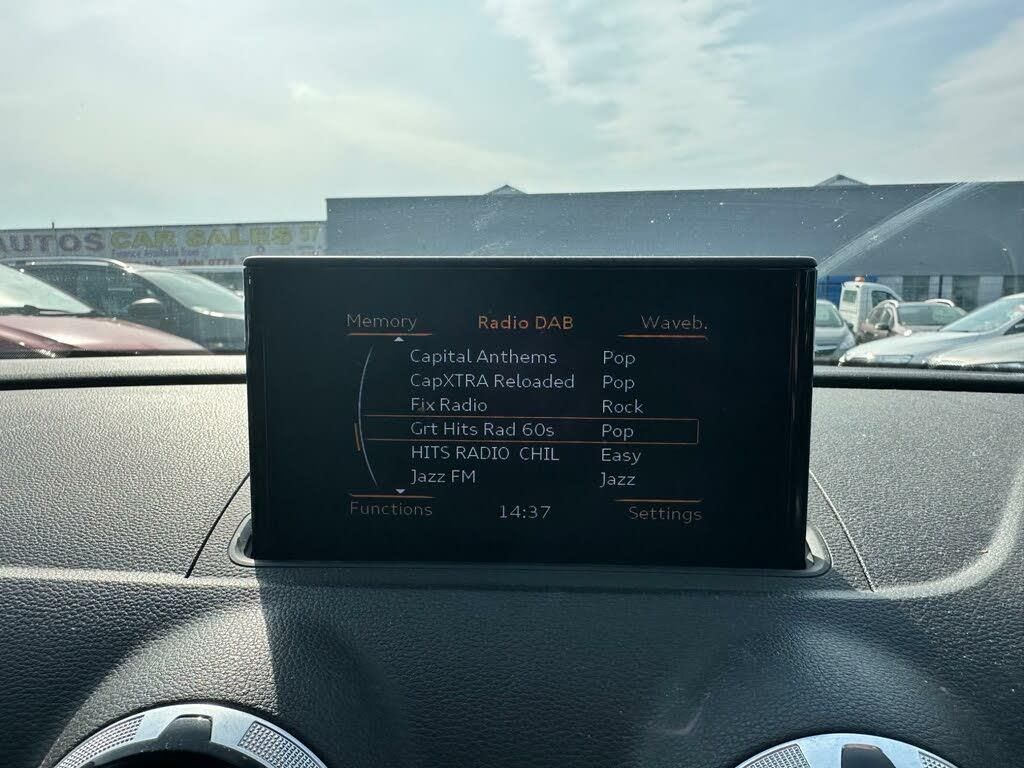 AUTOS CAR SALES
Memory Radio DAB Waveb.
Capital Anthems Pop
CapXTRA Reloaded Pop
Fix Radio Rock
Grt Hits Rad 60s Pop
HITS RADIO CHIL Easy
Jazz FM Jazz
Functions 14:37 Settings